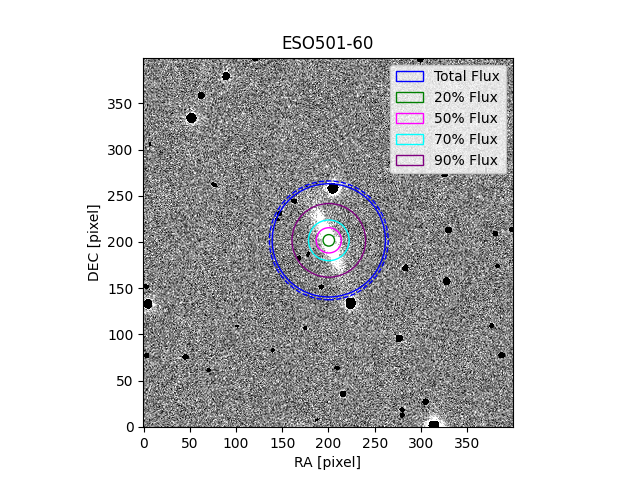 ESO501-60
Total Flux
20% Flux
50% Flux
70% Flux
90% Flux
DEC [pixel]
350
300
250
200
150
100
50
0
0 50 100 150 200 250 300 350
RA [pixel]